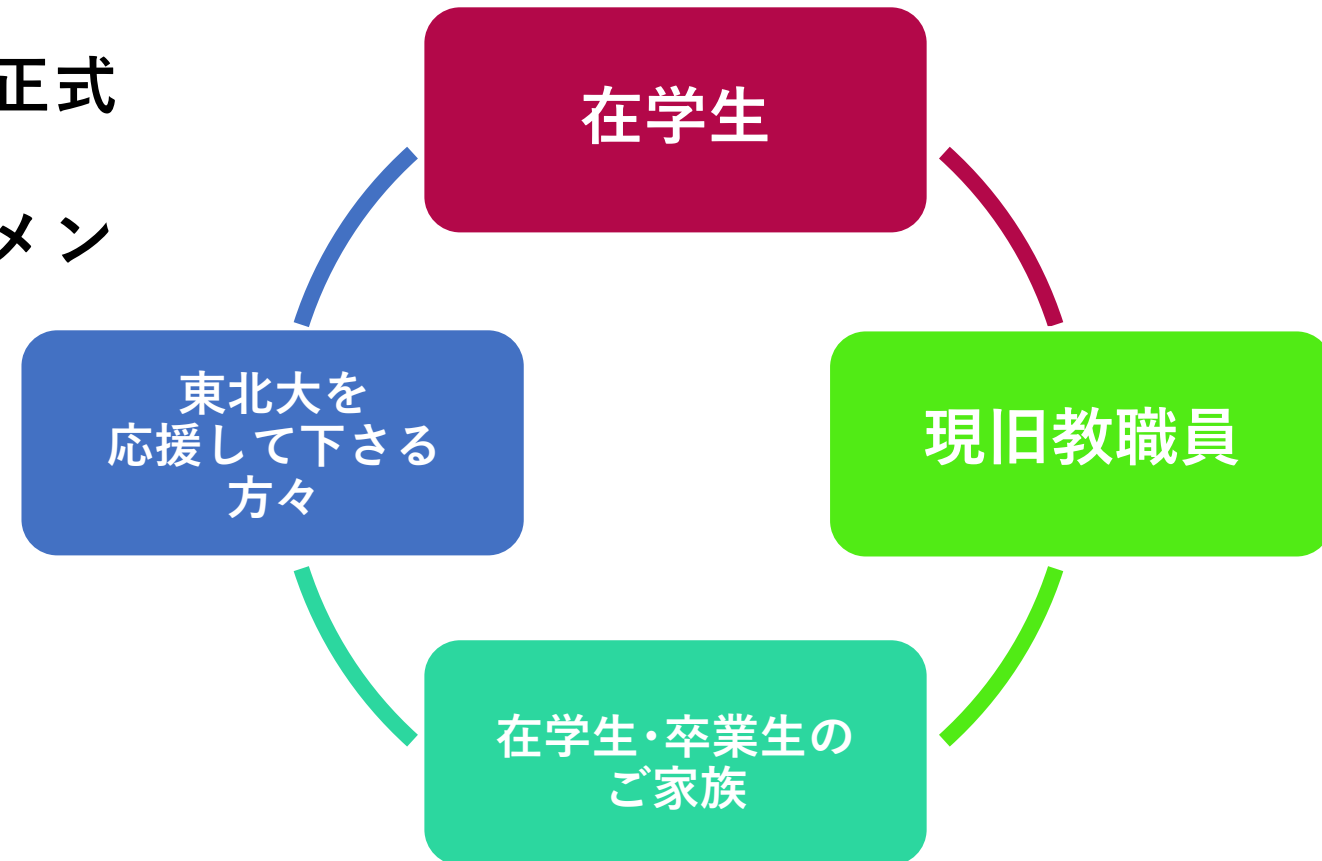 正式
メン
在学生
東北大を
応援して下さる
方々
現旧教職員
在学生・卒業生の
ご家族